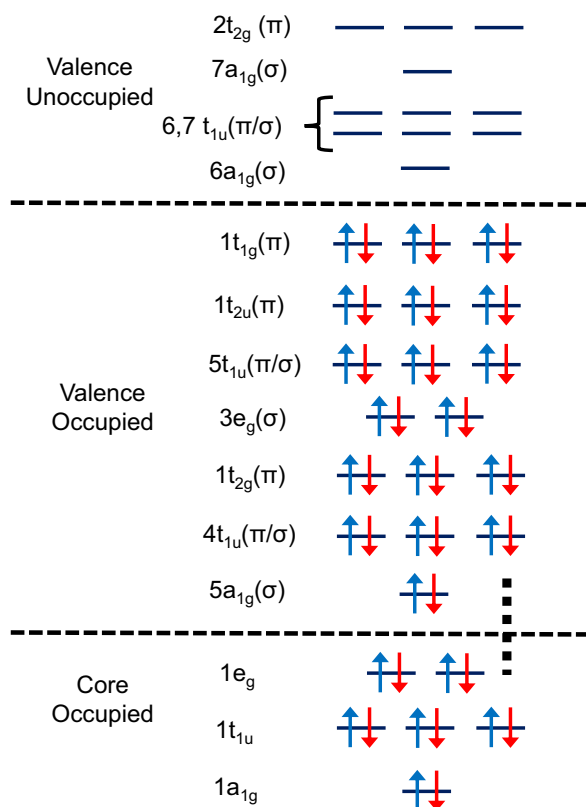 2t₂g (π)
Valence
Unoccupied
7a₁g(σ)
6,7 t₁u(π/σ)
6a₁g(σ)
1t₁g(π)
1t₂u(π)
5t₁u(π/σ)
Valence
Occupied
3eg(σ)
1t₂g(π)
4t₁u(π/σ)
5a₁g(σ)
Core
Occupied
1eg
1t₁u
1a₁g